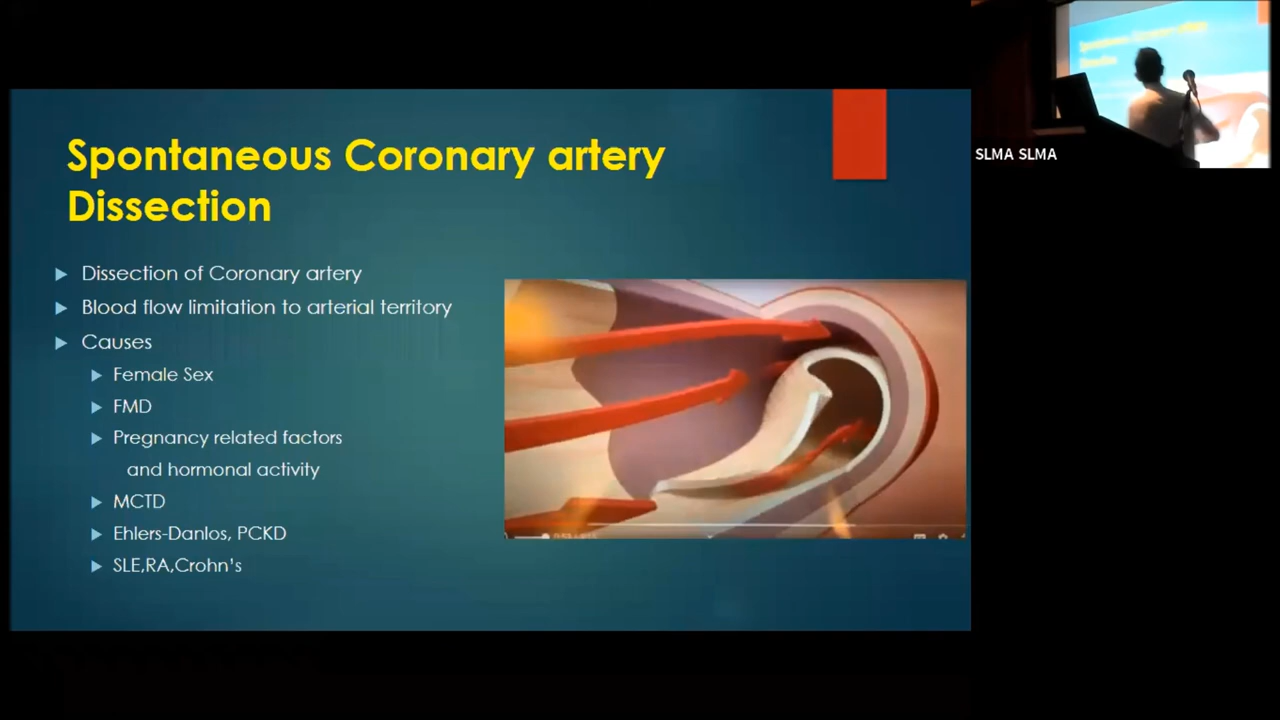 Spontaneous Coronary artery
Dissection
Dissection of Coronary artery
Blood flow limitation to arterial territory
Causes
Female Sex
FMD
Pregnancy related factors
and hormonal activity
MCTD
Ehlers-Danlos, PCKD
SLE,RA,Crohn's
SLMA SLMA